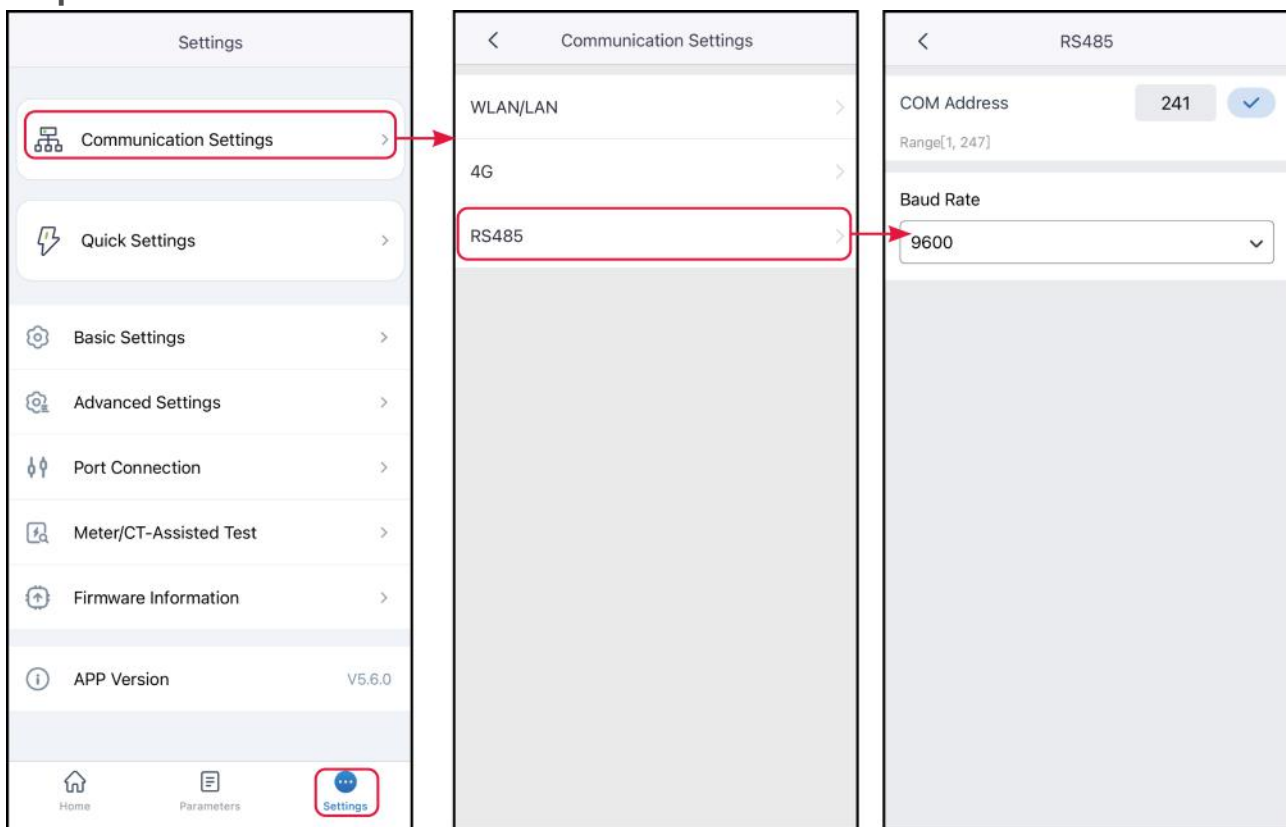 Settings
Communication Settings
Quick Settings
Basic Settings
Advanced Settings
Port Connection
Meter/CT-Assisted Test
Firmware Information
APP Version V5.6.0
Home Parameters Settings
Communication Settings
WLAN/LAN
4G
RS485
RS485
COM Address 241
Range[1, 247]
Baud Rate
9600